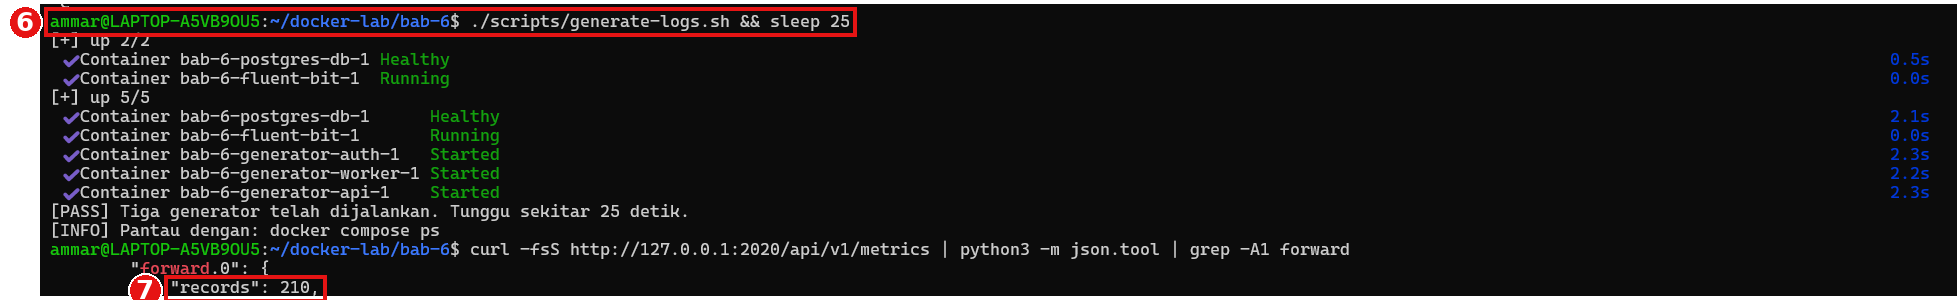 6 ammar@LAPTOP-A5VB9OU5:~/docker-lab/bab-6$ ./scripts/generate-logs.sh && sleep 25
[+] up 2/2
✔Container bab-6-postgres-db-1 Healthy 0.5s
✔Container bab-6-fluent-bit-1 Running 0.0s
[+] up 5/5
✔Container bab-6-postgres-db-1 Healthy 2.1s
✔Container bab-6-fluent-bit-1 Running 0.0s
✔Container bab-6-generator-auth-1 Started 2.3s
✔Container bab-6-generator-worker-1 Started 2.2s
✔Container bab-6-generator-api-1 Started 2.3s
[PASS] Tiga generator telah dijalankan. Tunggu sekitar 25 detik.
[INFO] Pantau dengan: docker compose ps
ammar@LAPTOP-A5VB9OU5:~/docker-lab/bab-6$ curl -fsS http://127.0.0.1:2020/api/v1/metrics | python3 -m json.tool | grep -A1 forward
"forward.0": {
7 "records": 210,